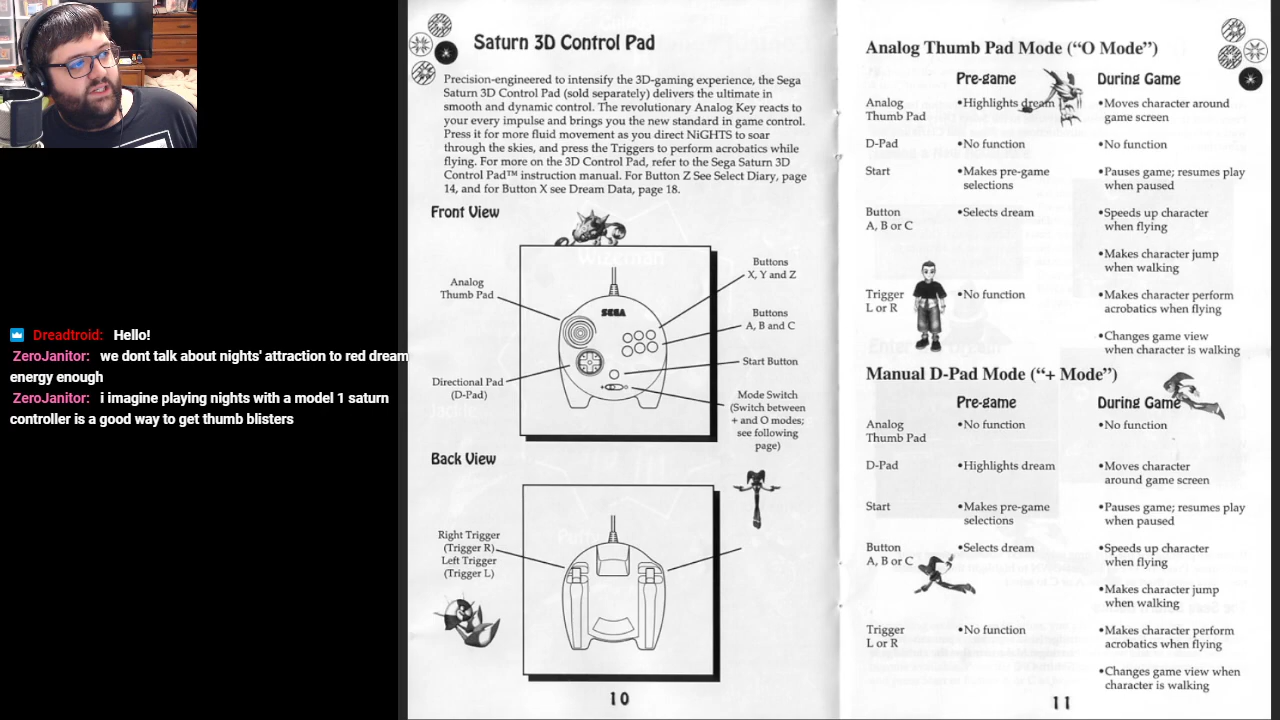 Dreadtroid: Hello!
ZeroJanitor: we dont talk about nights' attraction to red dream
energy enough
ZeroJanitor: i imagine playing nights with a model 1 saturn
controller is a good way to get thumb blisters
Saturn 3D Control Pad
Precision-engineered to intensify the 3D-gaming experience, the Sega
Saturn 3D Control Pad (sold separately) delivers the ultimate in
smooth and dynamic control. The revolutionary Analog Key reacts to
your every impulse and brings you the new standard in game control.
Press it for more fluid movement as you direct NiGHTS to soar
through the skies, and press the Triggers to perform acrobatics while
flying. For more on the 3D Control Pad, refer to the Sega Saturn 3D
Control Pad™ instruction manual. For Button Z See Select Diary, page
14, and for Button X see Dream Data, page 18.
Front View
Analog
Thumb Pad
Directional Pad
(D-Pad)
SEGA
Buttons
X, Y and Z
Buttons
A, B and C
Start Button
Mode Switch
(Switch between
+ and O modes;
see following
page)
Back View
Right Trigger
(Trigger R)
Left Trigger
(Trigger L)
10
Analog Thumb Pad Mode ("O Mode")
Pre-game During Game
Analog •Highlights dream •Moves character around
Thumb Pad game screen
D-Pad •No function •No function
Start •Makes pre-game •Pauses game; resumes play
selections when paused
Button •Selects dream •Speeds up character
A, B or C when flying
•Makes character jump
when walking
Trigger •No function •Makes character perform
L or R acrobatics when flying
•Changes game view
when character is walking
Manual D-Pad Mode ("+ Mode")
Pre-game During Game
Analog •No function •No function
Thumb Pad
D-Pad •Highlights dream •Moves character
around game screen
Start •Makes pre-game •Pauses game; resumes play
selections when paused
Button •Selects dream •Speeds up character
A, B or C when flying
•Makes character jump
when walking
Trigger •No function •Makes character perform
L or R acrobatics when flying
•Changes game view when
character is walking
11